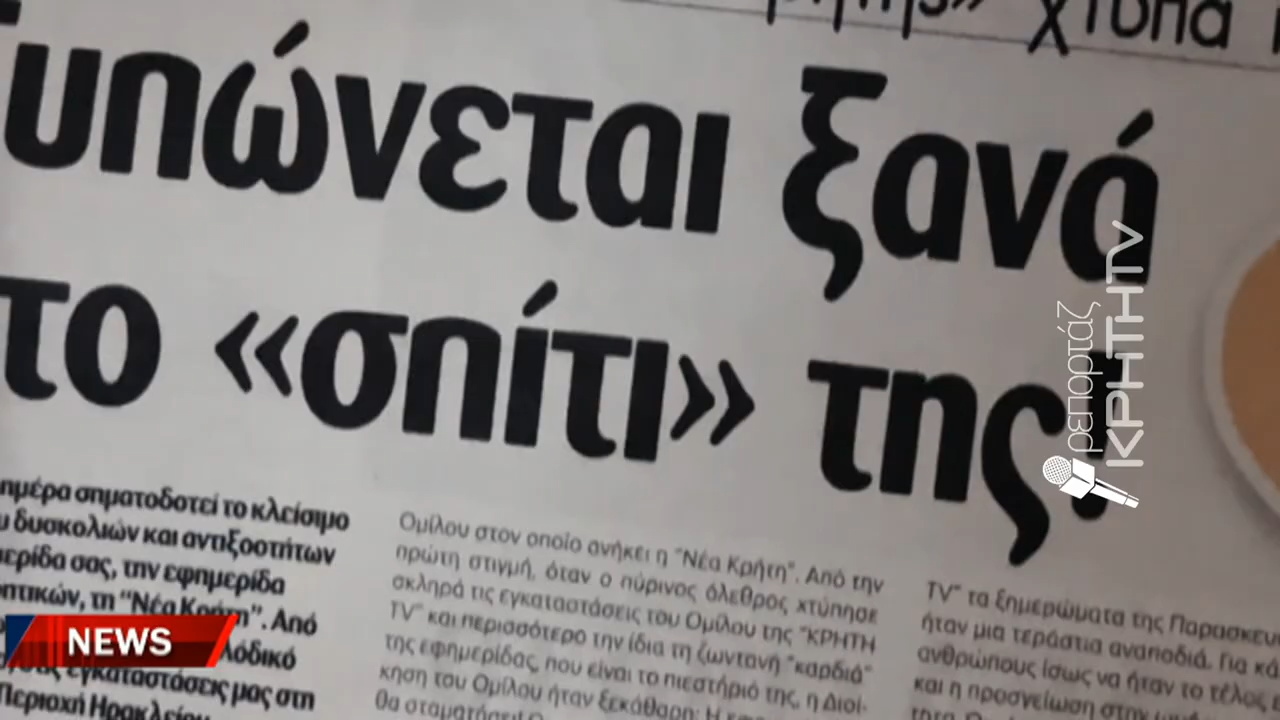 χτυπά
Τυπώνεται ξανά
το «σπίτι» της!
ρεπορτάζ
ΚΡΗΤΗ TV
ημέρα σηματοδοτεί το κλείσιμο
δυσκολιών και αντιξοοτήτων
σας, την εφημερίδα
τη "Νέα Κρήτη". Από
εγκαταστάσεις μας στη
Περιοχή Ηρακλείου
Ομίλου στον οποίο ανήκει η "Νέα Κρήτη". Από την
πρώτη στιγμή, όταν ο πύρινος όλεθρος χτύπησε
σκληρά τις εγκαταστάσεις του Ομίλου της "ΚΡΗΤΗ
TV" και περισσότερο την ίδια τη ζωντανή "καρδιά"
της εφημερίδας, που είναι το πιεστήριό της, η Διοί-
κηση του Ομίλου ήταν ξεκάθαρη: Η
θα σταματήσει!
TV" τα ξημερώματα της Παρασκευ
ήταν μια τεράστια αναποδιά. Για κά
ανθρώπους ίσως να ήταν το τέλος
και η προσγείωση στην
NEWS